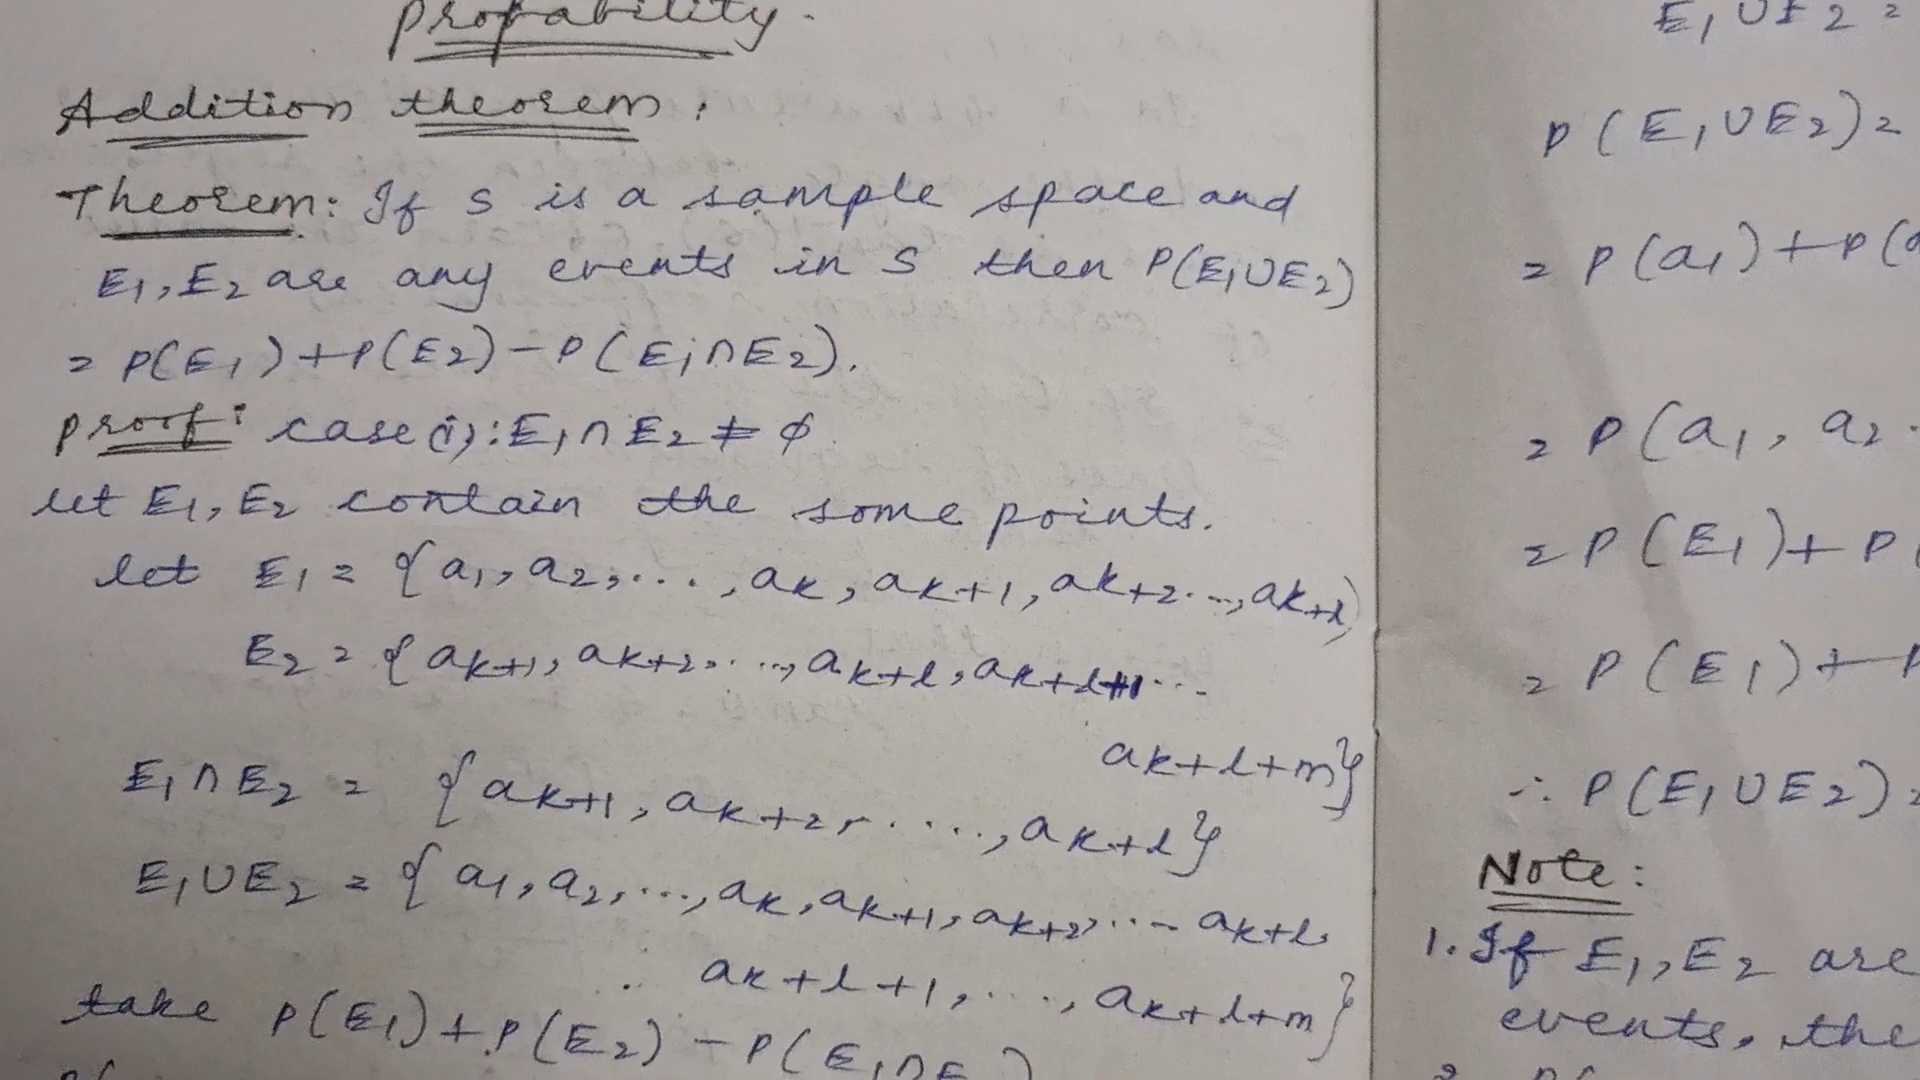 Probability.
Addition theorem:
Theorem: If S is a sample space and
E1, E2 are any events in S then P(E1∪E2)
= P(E1)+P(E2)-P(E1∩E2).
proof: case(i): E1∩E2≠ϕ
let E1, E2 contain the some points.
let E1 = {a1, a2, ..., ak, ak+1, ak+2..., ak+l}
E2 = {ak+1, ak+2, ..., ak+l, ak+l+1...
ak+l+m}
E1∩E2 = {ak+1, ak+2, ....., ak+l}
E1∪E2 = {a1, a2, ..., ak, ak+1, ak+2, ... ak+l,
ak+l+1, ...., ak+l+m}
take P(E1)+P(E2)-P(E1∩E
E1∪E2 =
P(E1∪E2)=
= P(a1)+P(
= P(a1, a2.
= P(E1)+P
= P(E1)+
∴ P(E1∪E2)=
Note:
1. If E1, E2 are
events, the